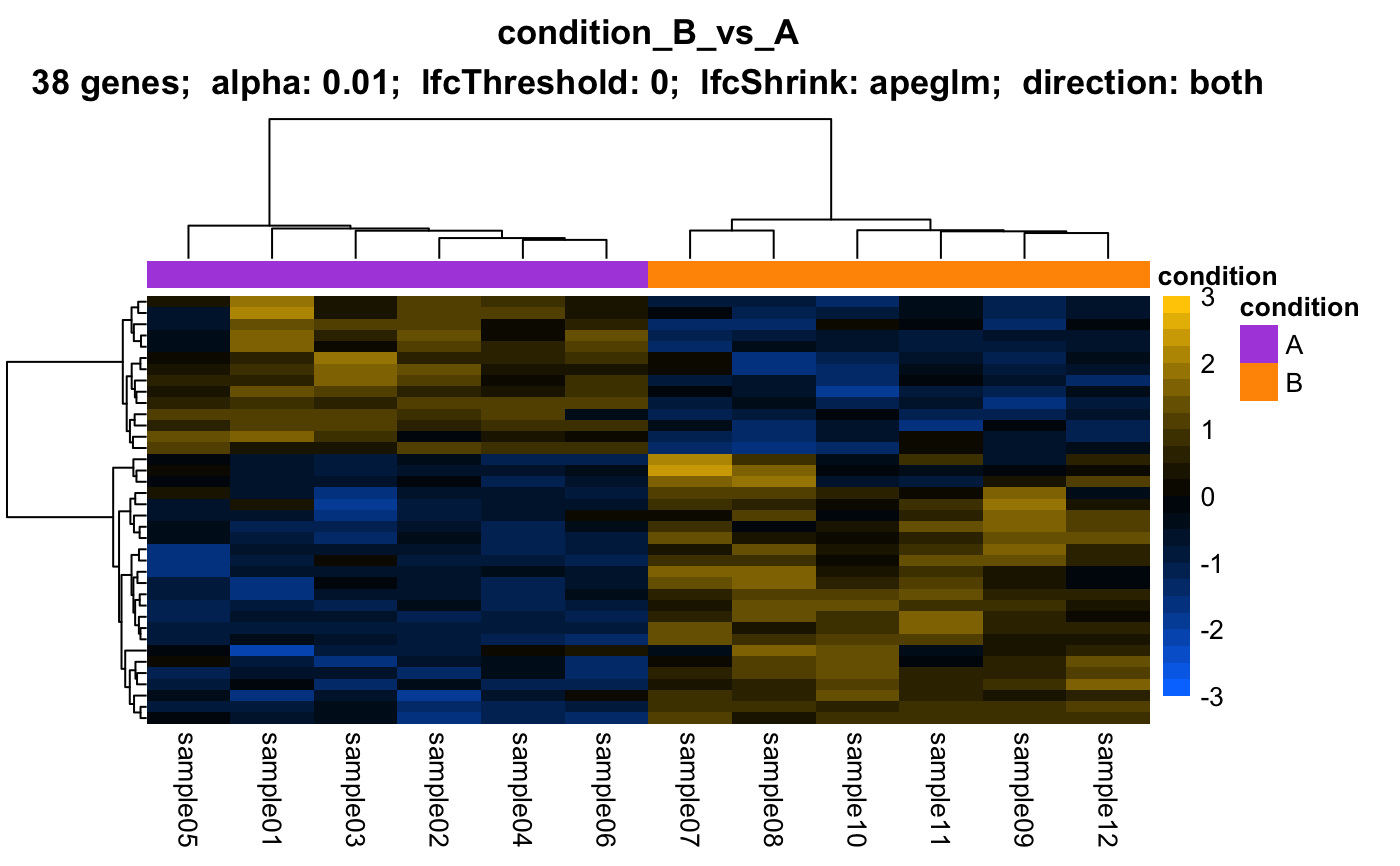 condition_B_vs_A
38 genes;  alpha: 0.01;  lfcThreshold: 0;  lfcShrink: apeglm;  direction: both
condition
3
2
1
0
-1
-2
-3
condition
A
B
sample05
sample01
sample03
sample02
sample04
sample06
sample07
sample08
sample10
sample11
sample09
sample12